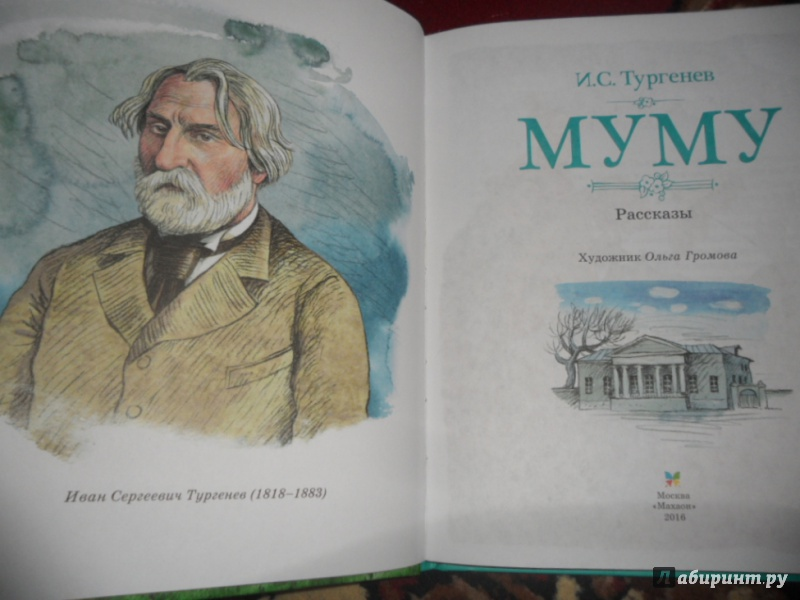 Иван Сергеевич Тургенев (1818–1883)
И.С. Тургенев
МУМУ
Рассказы
Художник Ольга Громова
Москва
«Махаон»
2016
Лабиринт.ру